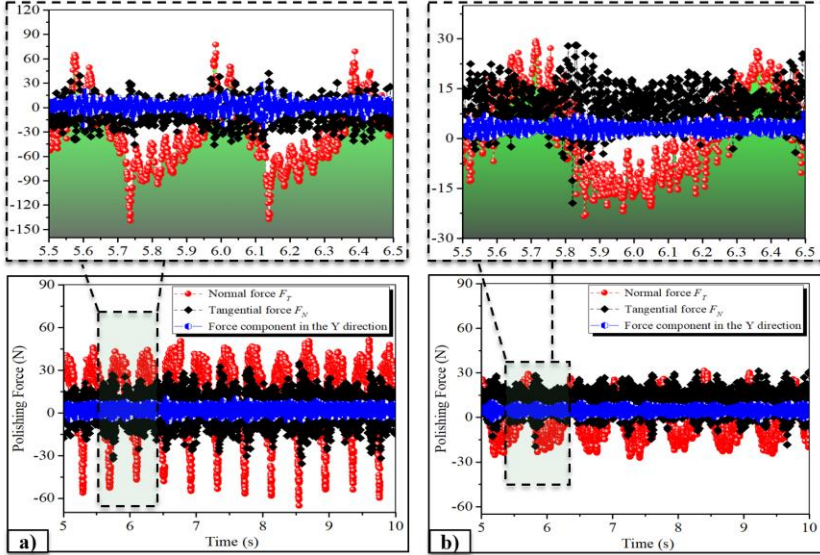 120
90
60
30
0
-30
-60
-90
-120
-150
5.5 5.6 5.7 5.8 5.9 6.0 6.1 6.2 6.3 6.4 6.5
30
15
0
-15
-30
5.5 5.6 5.7 5.8 5.9 6.0 6.1 6.2 6.3 6.4 6.5
Polishing Force (N)
90
60
30
0
-30
-60
Normal force F_T
Tangential force F_N
Force component in the Y direction
5 6 7 8 9 10
Time (s)
a)
Polishing Force (N)
90
60
30
0
-30
-60
Normal force F_T
Tangential force F_N
Force component in the Y direction
5 6 7 8 9 10
Time (s)
b)